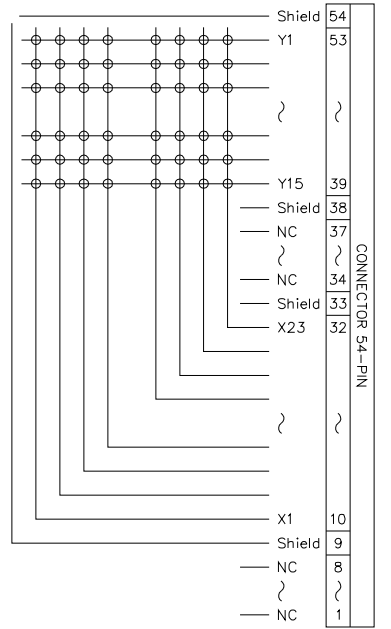 Shield 54
Y1 53
Y15 39
Shield 38
NC 37
NC 34
Shield 33
X23 32
X1 10
Shield 9
NC 8
NC 1
CONNECTOR 54-PIN